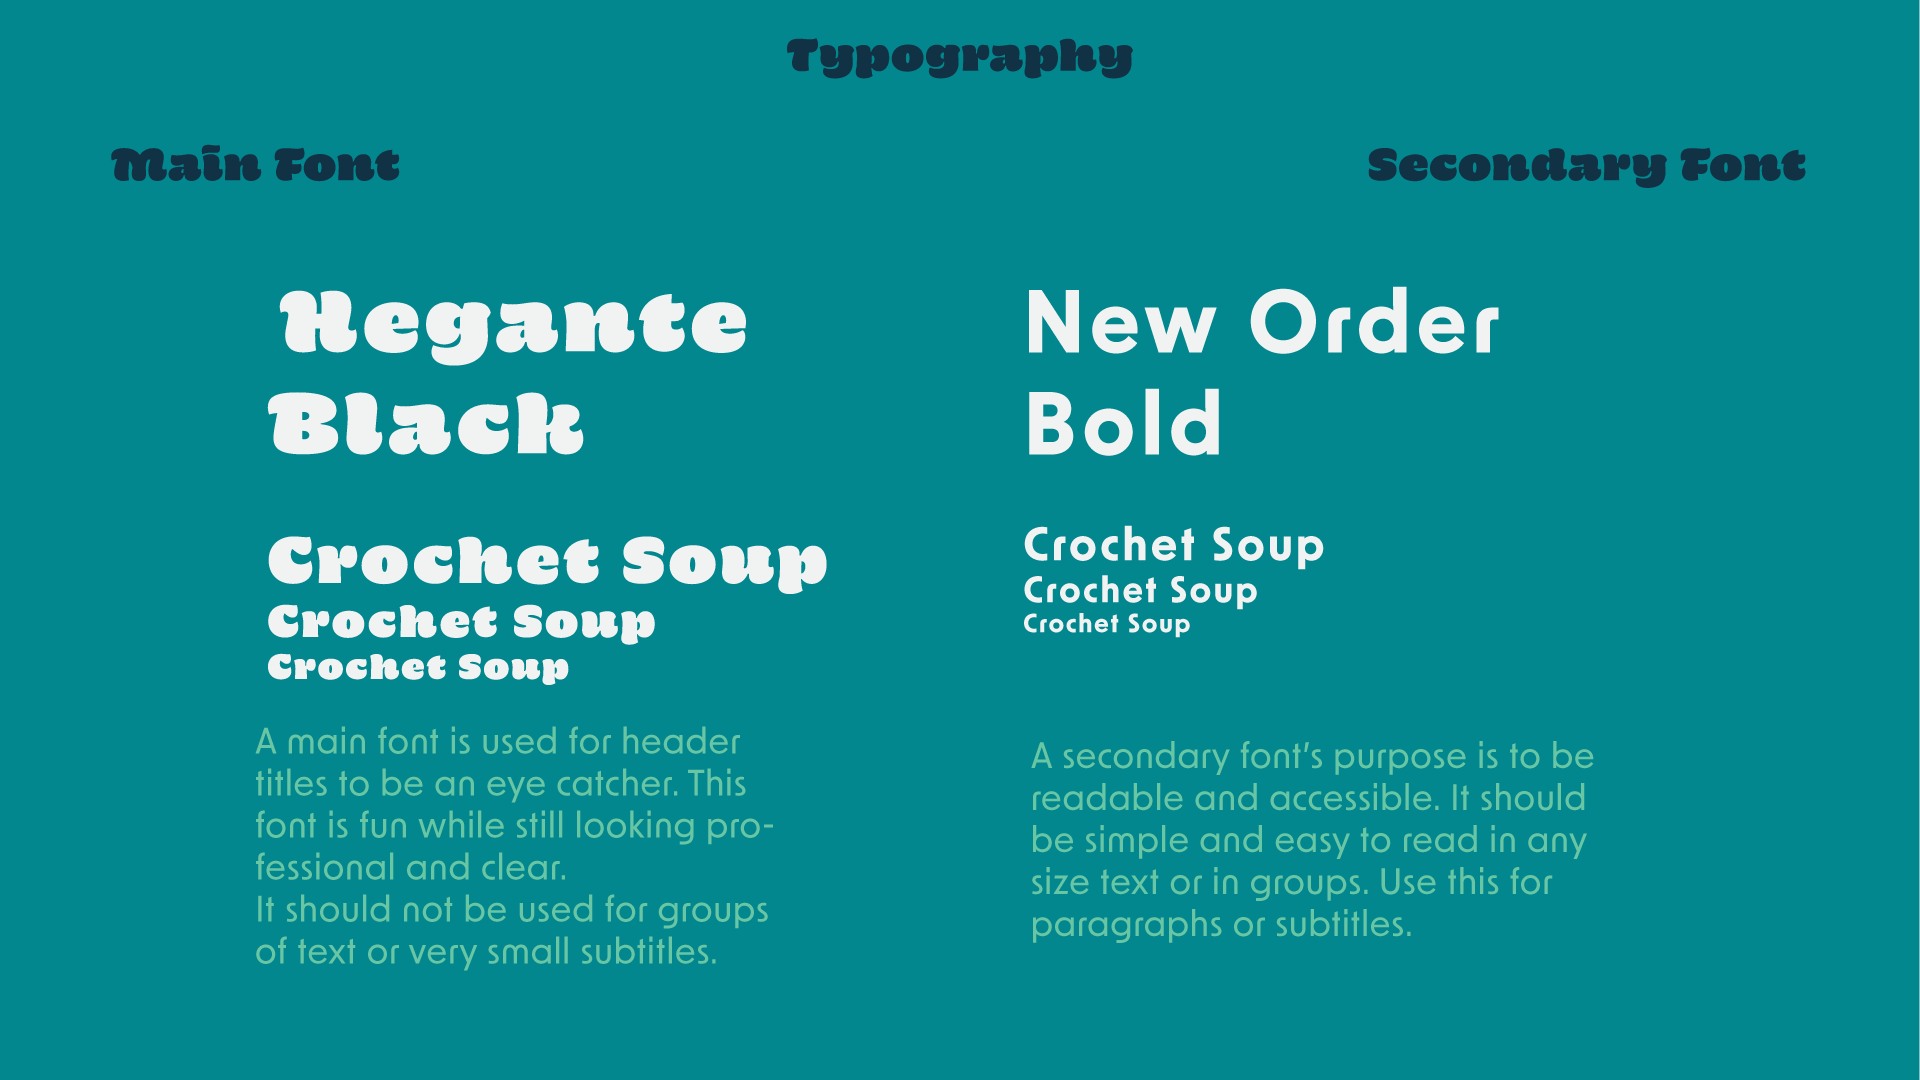 Typography
Main Font
Secondary Font
Hegante
Black
Crochet Soup
Crochet Soup
Crochet Soup
A main font is used for header
titles to be an eye catcher. This
font is fun while still looking pro-
fessional and clear.
It should not be used for groups
of text or very small subtitles.
New Order
Bold
Crochet Soup
Crochet Soup
Crochet Soup
A secondary font's purpose is to be
readable and accessible. It should
be simple and easy to read in any
size text or in groups. Use this for
paragraphs or subtitles.